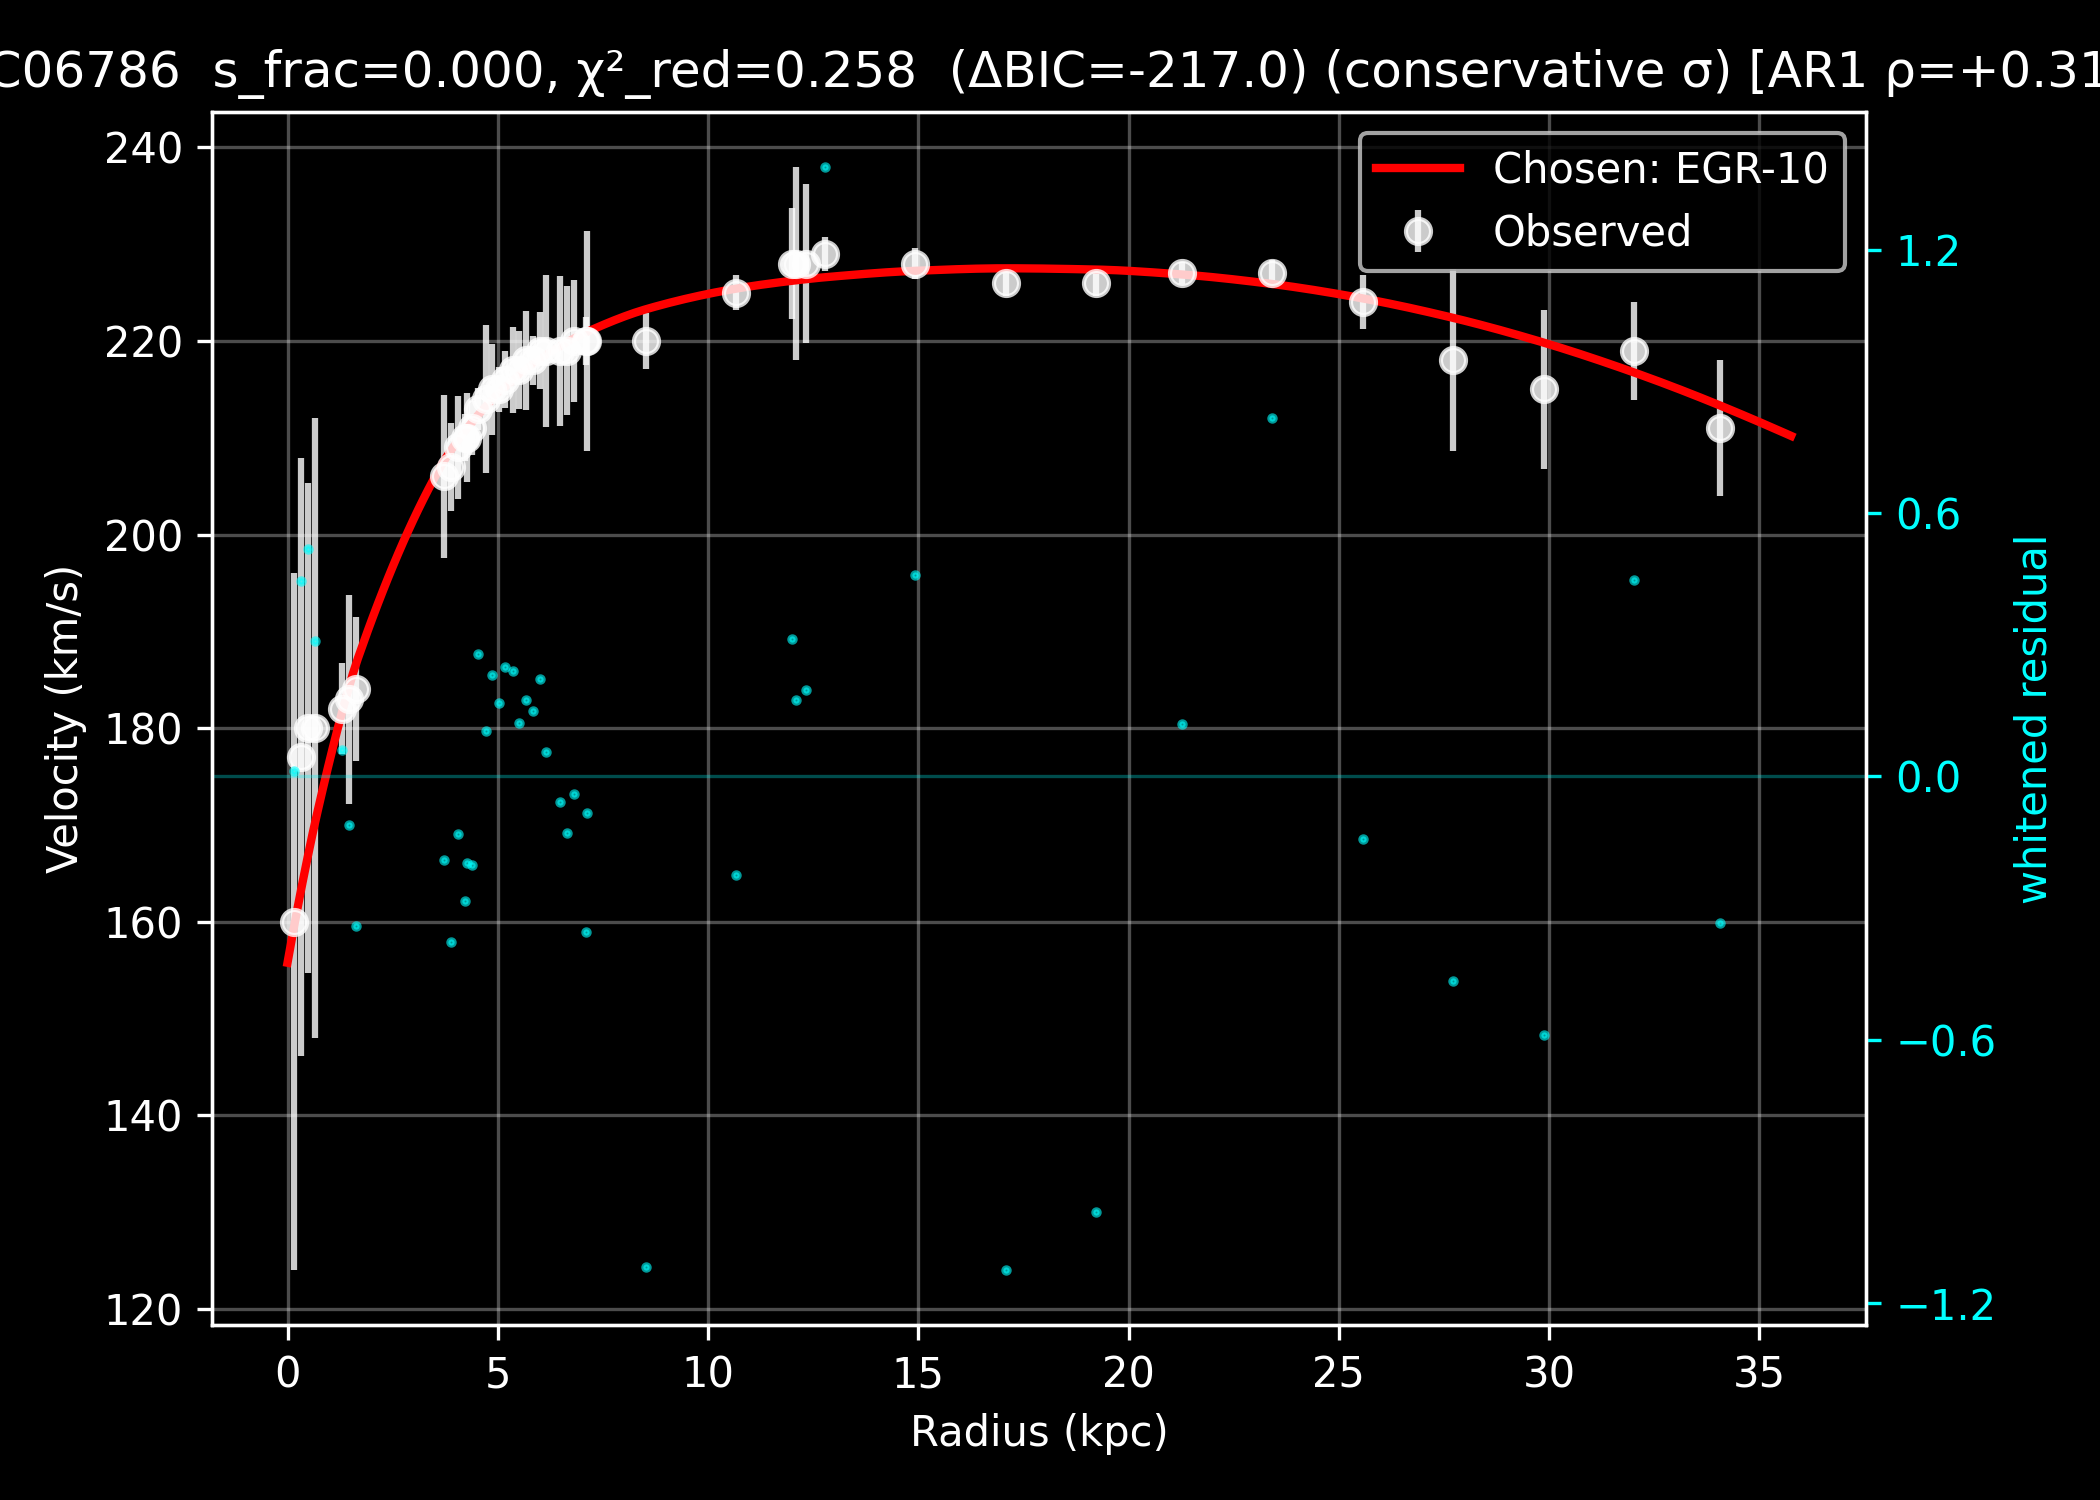 C06786 s_frac=0.000, χ²_red=0.258 (ΔBIC=-217.0) (conservative σ) [AR1 ρ=+0.31
240
220
200
180
160
140
120
Velocity (km/s)
Chosen: EGR-10
Observed
1.2
0.6
0.0
−0.6
−1.2
whitened residual
0 5 10 15 20 25 30 35
Radius (kpc)